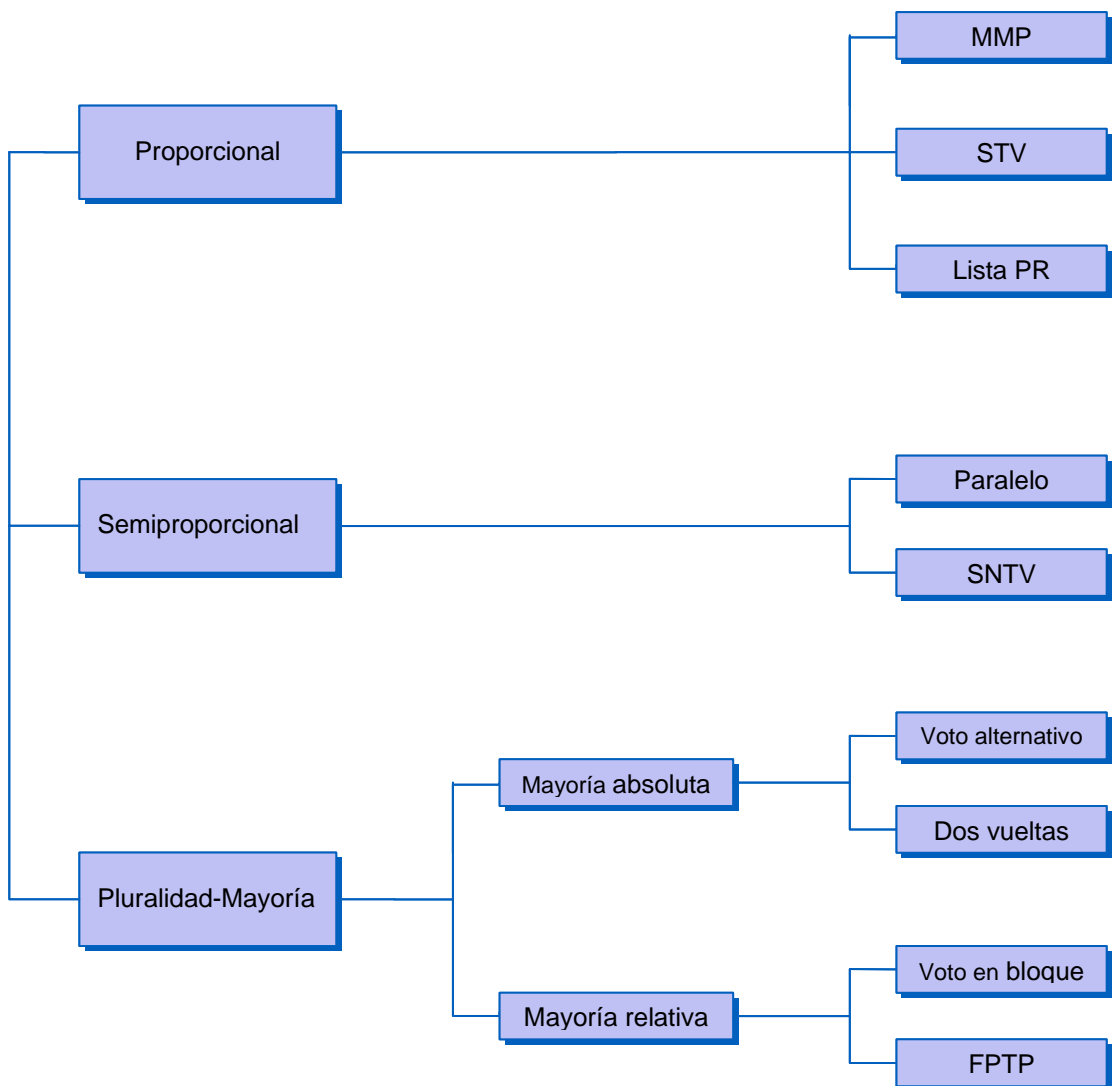 MMP
Proporcional
STV
Lista PR
Paralelo
Semiproporcional
SNTV
Voto alternativo
Mayoría absoluta
Dos vueltas
Pluralidad-Mayoría
Voto en bloque
Mayoría relativa
FPTP